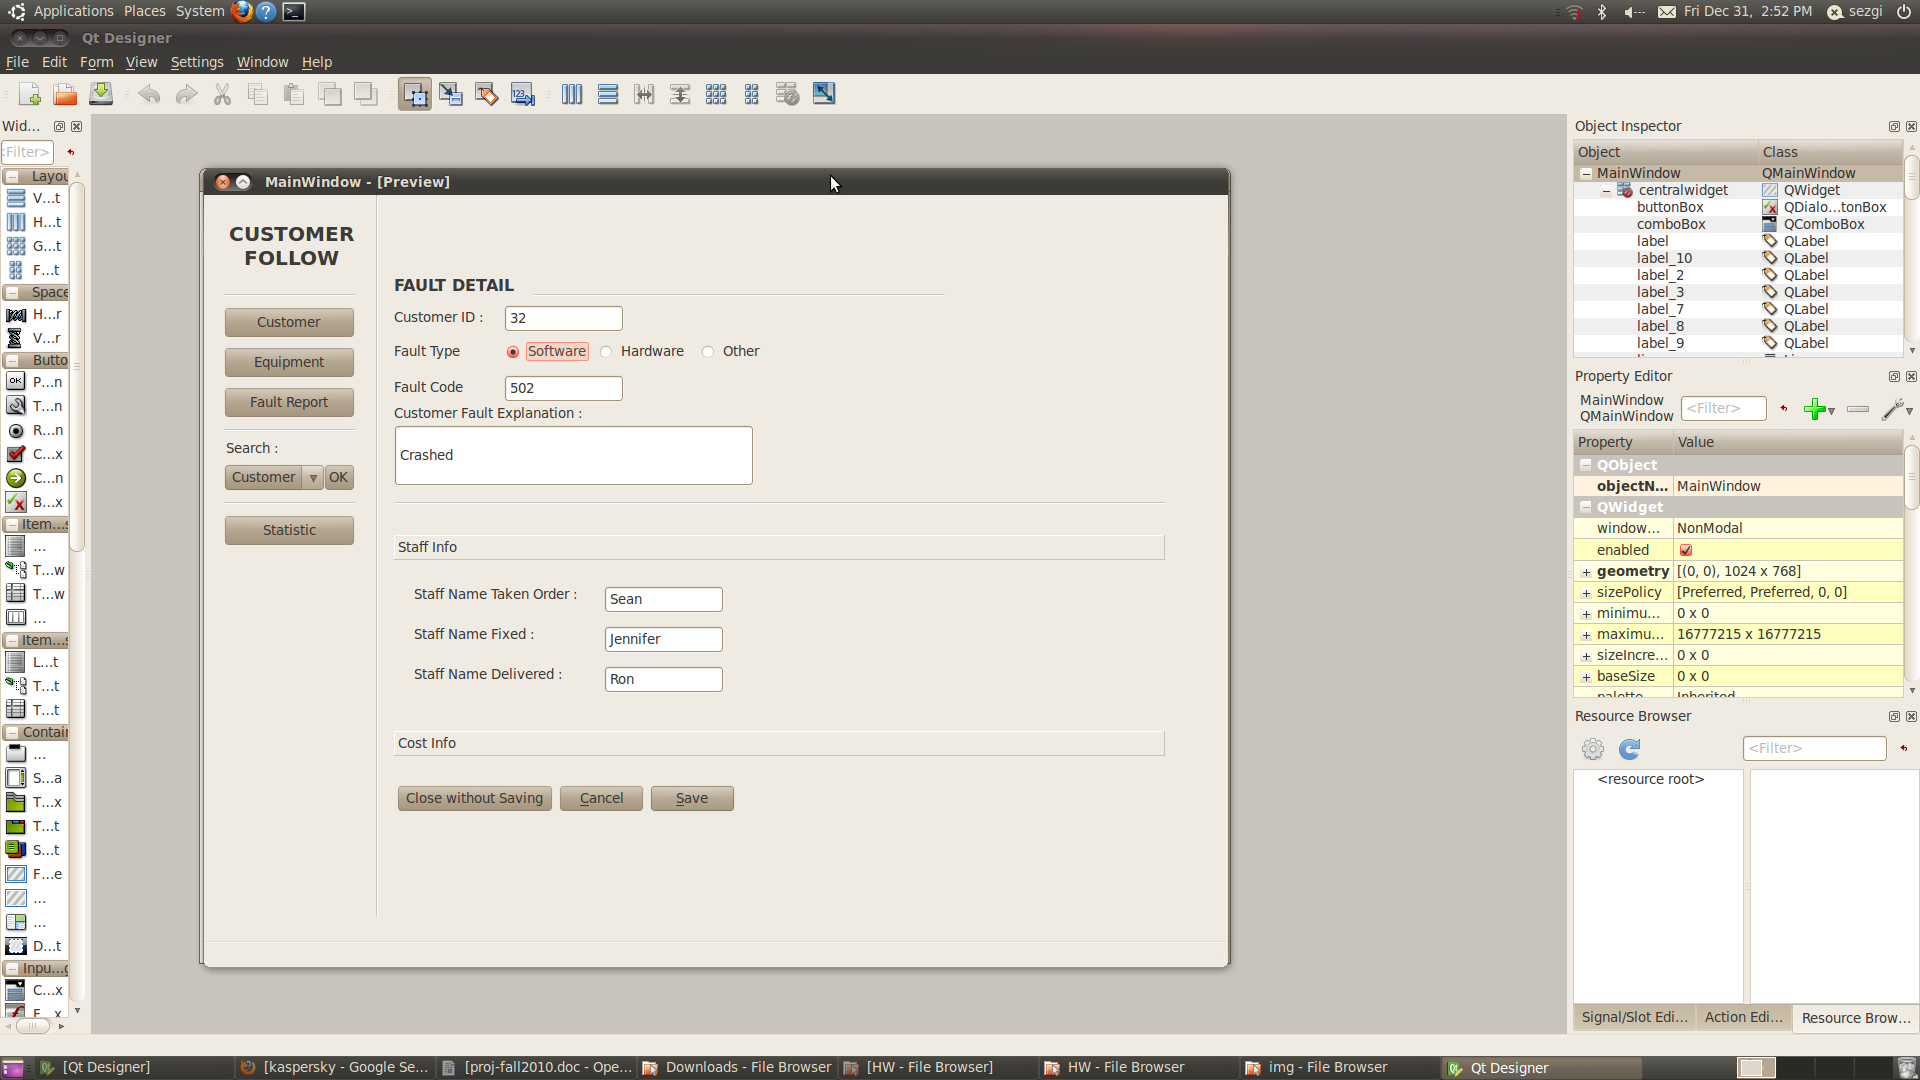 Applications Places System
Fri Dec 31, 2:52 PM sezgi
Qt Designer
File Edit Form View Settings Window Help
Wid...
<Filter>
Layou
V...t
H...t
G...t
F...t
Space
H...r
V...r
Butto
P...n
T...n
R...n
C...x
C...n
B...x
Item...s
...
T...w
T...w
...
Item...s
L...t
T...t
T...t
Contai
...
S...a
T...x
T...t
S...t
F...e
...
...
D...t
Inpu...g
C...x
F...x
MainWindow - [Preview]
CUSTOMER
FOLLOW
Customer
Equipment
Fault Report
Search :
Customer OK
Statistic
FAULT DETAIL
Customer ID : 32
Fault Type Software Hardware Other
Fault Code 502
Customer Fault Explanation :
Crashed
Staff Info
Staff Name Taken Order : Sean
Staff Name Fixed : Jennifer
Staff Name Delivered : Ron
Cost Info
Close without Saving Cancel Save
Object Inspector
Object Class
MainWindow QMainWindow
centralwidget QWidget
buttonBox QDialo...tonBox
comboBox QComboBox
label QLabel
label_10 QLabel
label_2 QLabel
label_3 QLabel
label_7 QLabel
label_8 QLabel
label_9 QLabel
Property Editor
MainWindow
QMainWindow
<Filter>
Property Value
QObject
objectN... MainWindow
QWidget
window... NonModal
enabled
geometry [(0, 0), 1024 x 768]
sizePolicy [Preferred, Preferred, 0, 0]
minimu... 0 x 0
maximu... 16777215 x 16777215
sizeIncre... 0 x 0
baseSize 0 x 0
palette Inherited
Resource Browser
<Filter>
<resource root>
Signal/Slot Edi... Action Edi... Resource Brow...
[Qt Designer] [kaspersky - Google Se... [proj-fall2010.doc - Ope... Downloads - File Browser [HW - File Browser] HW - File Browser img - File Browser Qt Designer